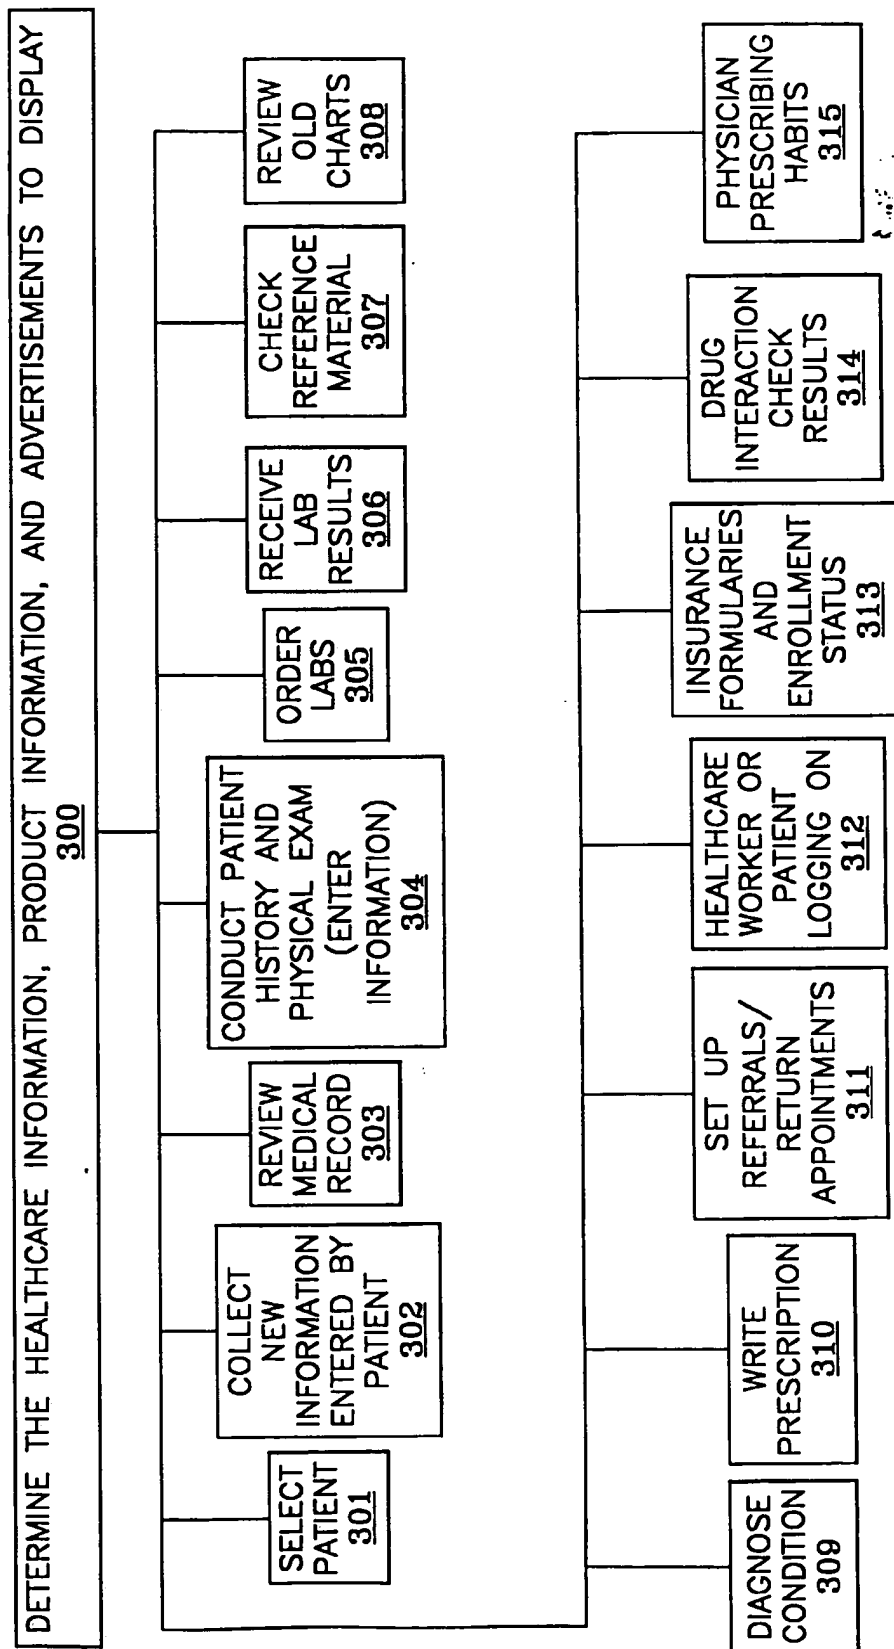 DETERMINE THE HEALTHCARE INFORMATION, PRODUCT INFORMATION, AND ADVERTISEMENTS TO DISPLAY
300
SELECT
PATIENT
301
COLLECT
NEW
INFORMATION
ENTERED BY
PATIENT
302
REVIEW
MEDICAL
RECORD
303
CONDUCT PATIENT
HISTORY AND
PHYSICAL EXAM
(ENTER
INFORMATION)
304
ORDER
LABS
305
RECEIVE
LAB
RESULTS
306
CHECK
REFERENCE
MATERIAL
307
REVIEW
OLD
CHARTS
308
DIAGNOSE
CONDITION
309
WRITE
PRESCRIPTION
310
SET UP
REFERRALS/
RETURN
APPOINTMENTS
311
HEALTHCARE
WORKER OR
PATIENT
LOGGING ON
312
INSURANCE
FORMULARIES
AND
ENROLLMENT
STATUS
313
DRUG
INTERACTION
CHECK
RESULTS
314
PHYSICIAN
PRESCRIBING
HABITS
315